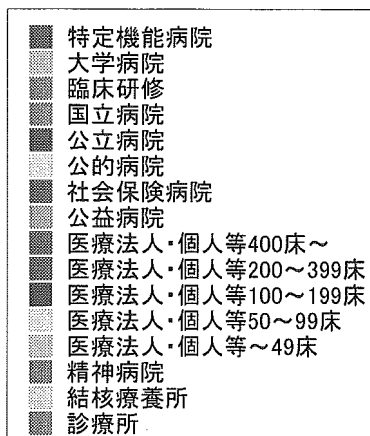 特定機能病院
大学病院
臨床研修
国立病院
公立病院
公的病院
社会保険病院
公益病院
医療法人・個人等400床～
医療法人・個人等200～399床
医療法人・個人等100～199床
医療法人・個人等50～99床
医療法人・個人等～49床
精神病院
結核療養所
診療所